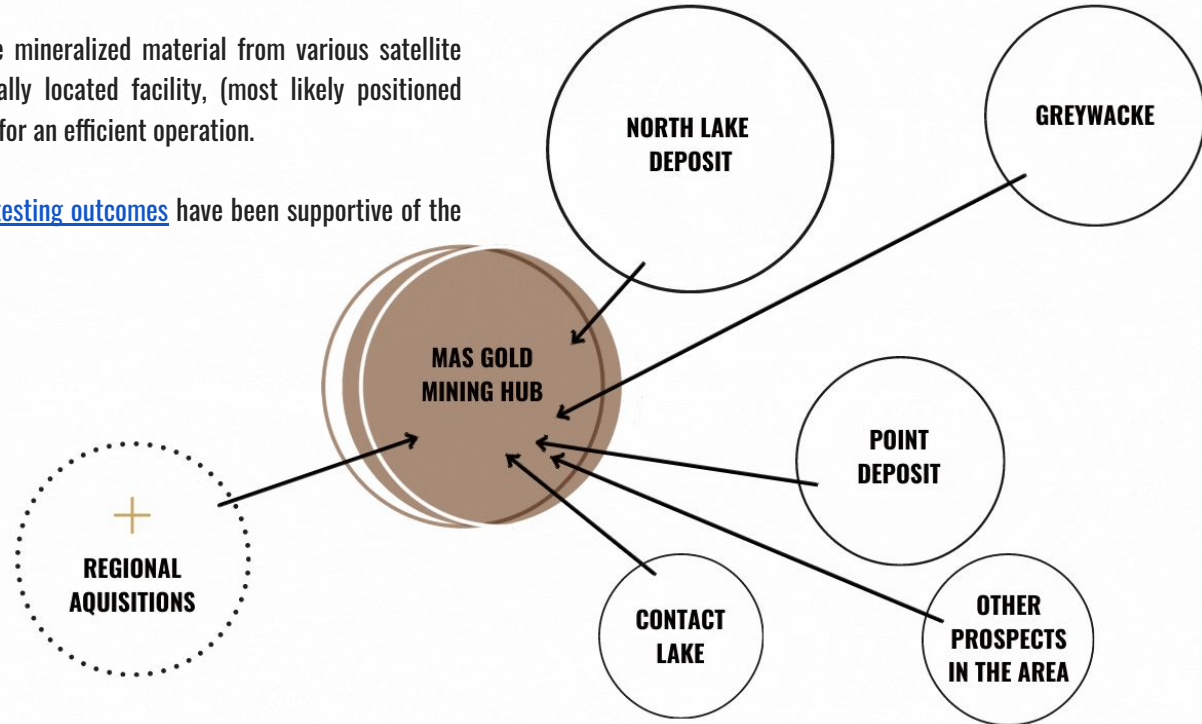 e mineralized material from various satellite
ally located facility, (most likely positioned
for an efficient operation.
testing outcomes have been supportive of the
NORTH LAKE
DEPOSIT
GREYWACKE
MAS GOLD
MINING HUB
POINT
DEPOSIT
REGIONAL
AQUISITIONS
CONTACT
LAKE
OTHER
PROSPECTS
IN THE AREA